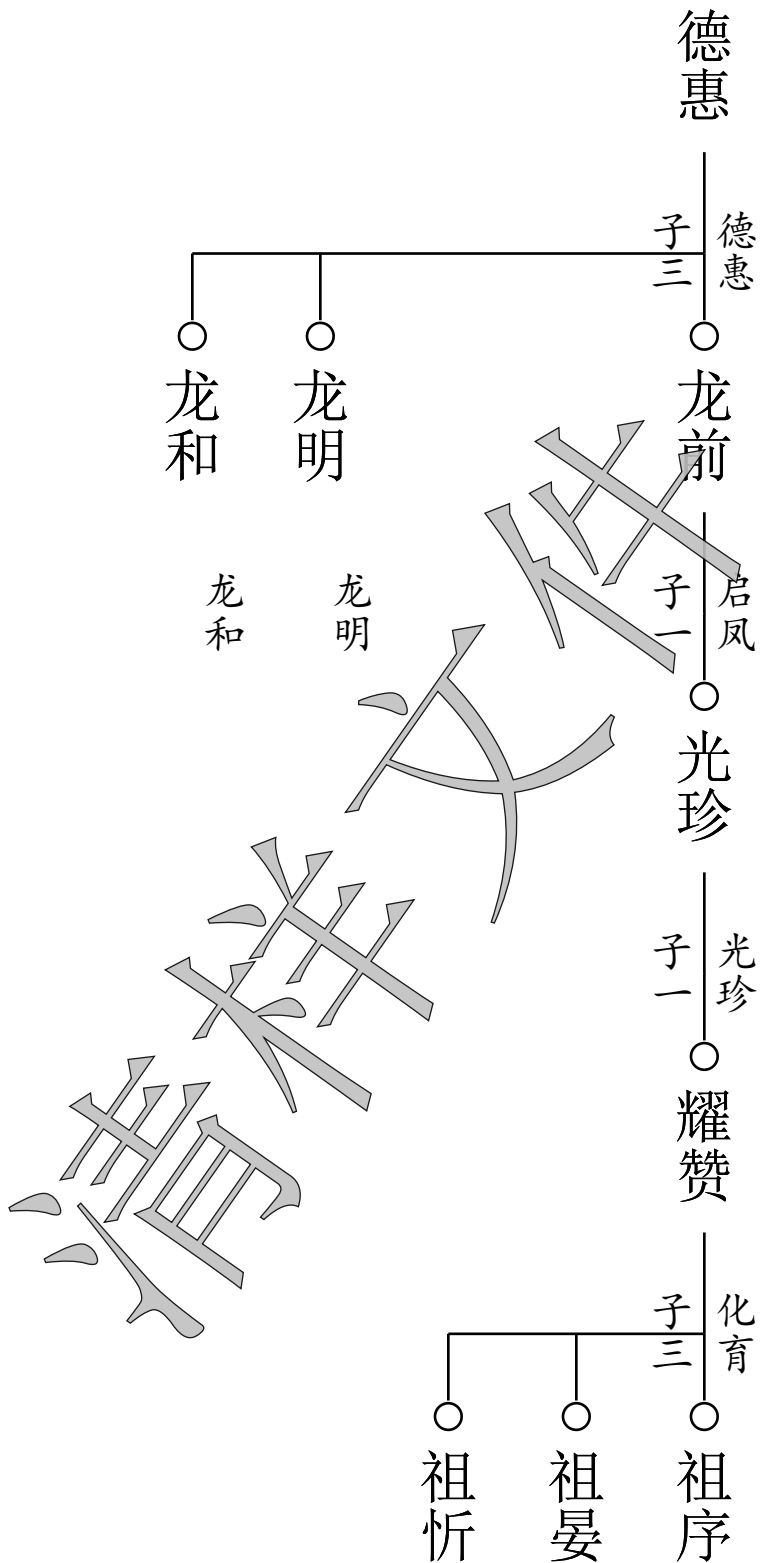 德惠
德惠
子三
龙前
龙明
龙和
启凤
子一
龙明
龙和
光珍
光珍
子一
耀赞
化育
子三
祖序
祖晏
祖忻
清桂文件